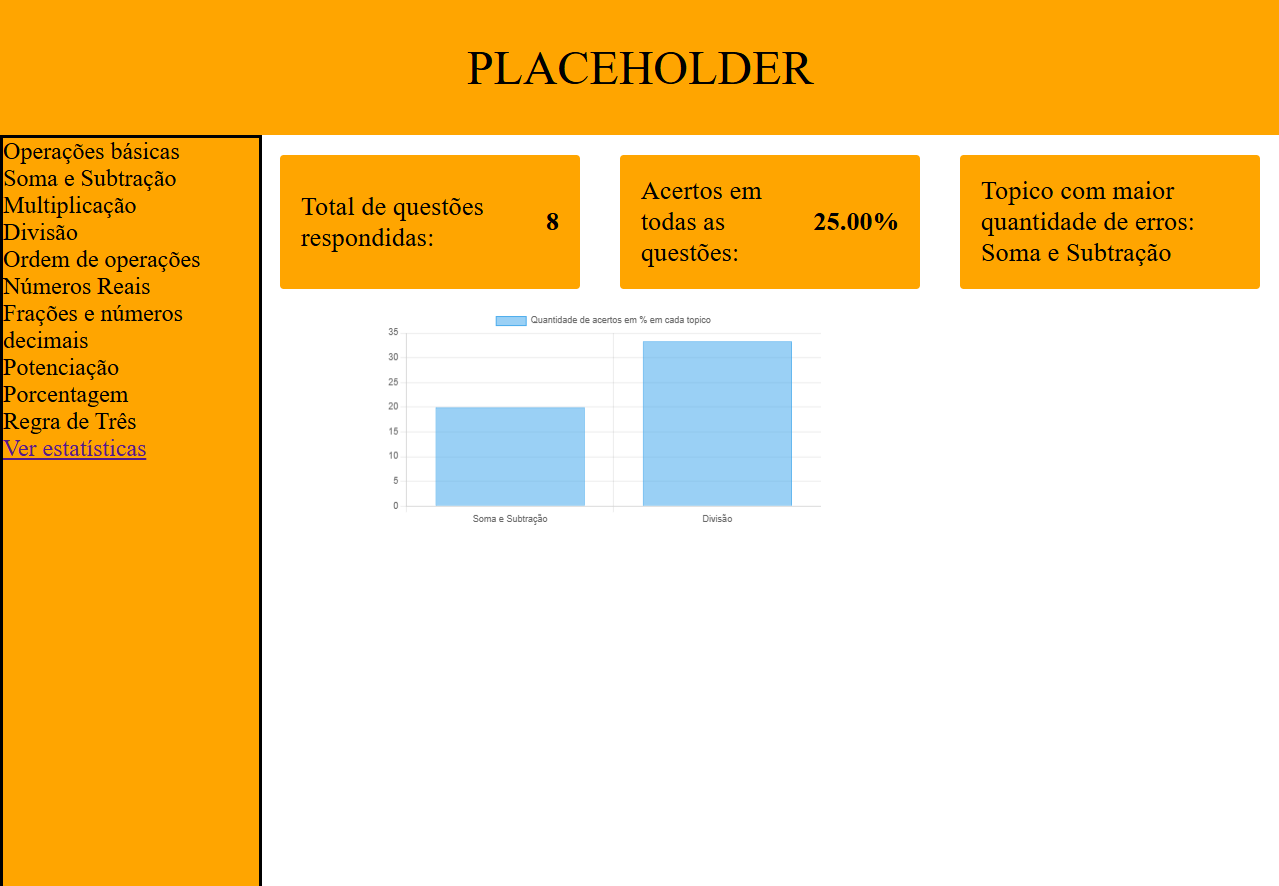 PLACEHOLDER
Operações básicas
Soma e Subtração
Multiplicação
Divisão
Ordem de operações
Números Reais
Frações e números
decimais
Potenciação
Porcentagem
Regra de Três
Ver estatísticas
Total de questões
respondidas:
8
Acertos em
todas as
questões:
25.00%
Topico com maior
quantidade de erros:
Soma e Subtração
Quantidade de acertos em % em cada topico
35
30
25
20
15
10
5
0
Soma e Subtração
Divisão